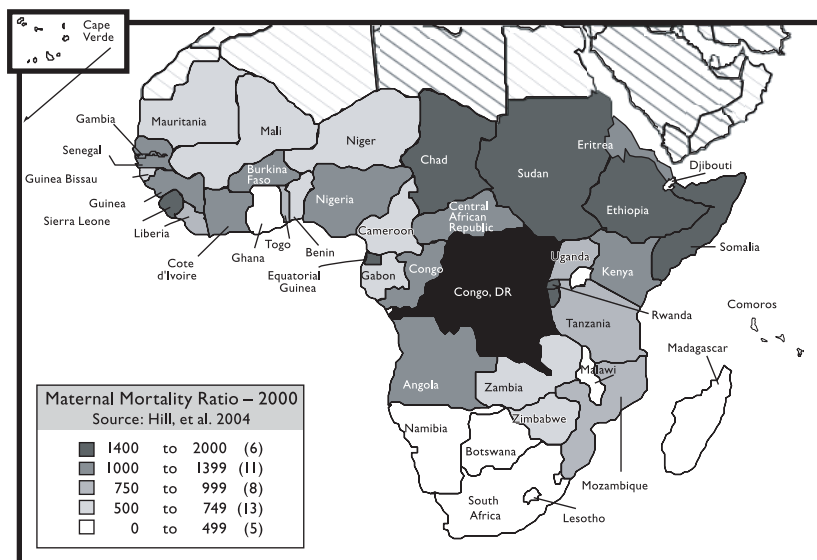 Cape
Verde
Mauritania
Mali
Niger
Chad
Sudan
Eritrea
Djibouti
Gambia
Senegal
Guinea Bissau
Guinea
Sierra Leone
Liberia
Cote
d'Ivoire
Ghana
Togo
Benin
Burkina
Faso
Nigeria
Cameroon
Central
African
Republic
Ethiopia
Somalia
Equatorial
Guinea
Gabon
Congo
Congo, DR
Uganda
Kenya
Rwanda
Tanzania
Comoros
Madagascar
Angola
Zambia
Malawi
Zimbabwe
Mozambique
Namibia
Botswana
South
Africa
Lesotho
Maternal Mortality Ratio – 2000
Source: Hill, et al. 2004
1400 to 2000 (6)
1000 to 1399 (11)
750 to 999 (8)
500 to 749 (13)
0 to 499 (5)